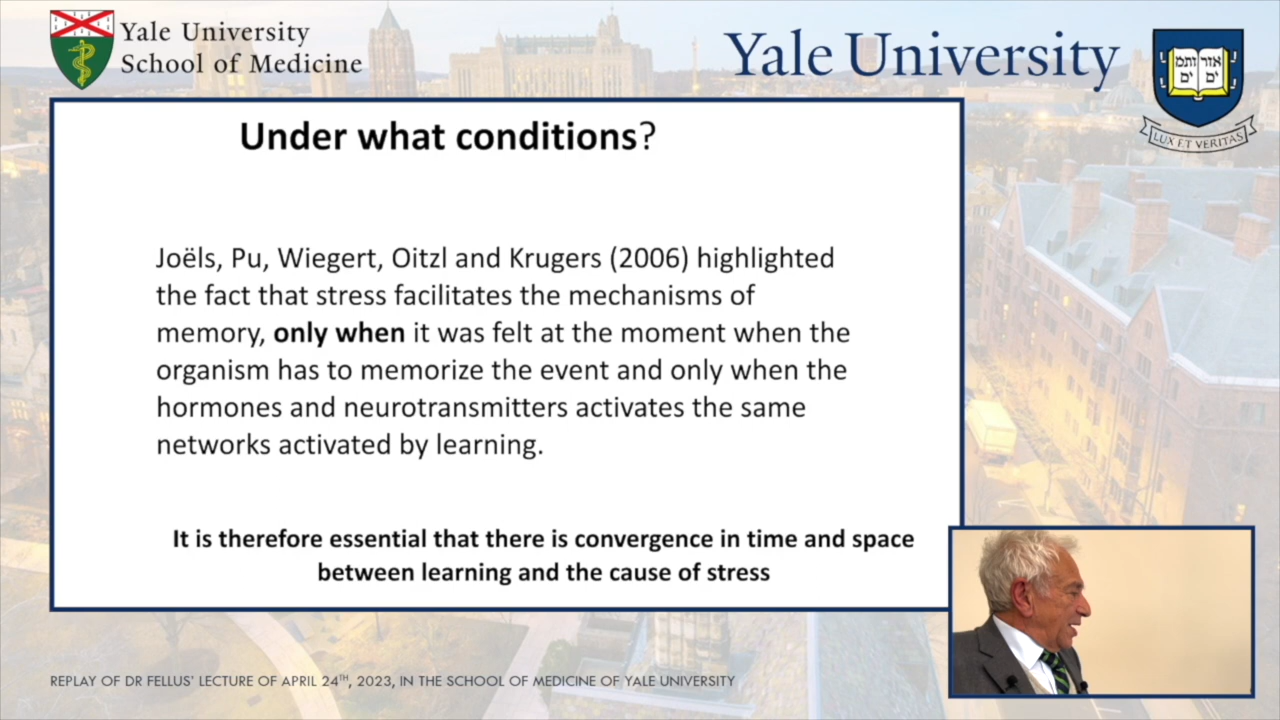 Yale University
School of Medicine
Yale University
אורים
ותמים
LUX ET VERITAS
Under what conditions?
Joëls, Pu, Wiegert, Oitzl and Krugers (2006) highlighted
the fact that stress facilitates the mechanisms of
memory, only when it was felt at the moment when the
organism has to memorize the event and only when the
hormones and neurotransmitters activates the same
networks activated by learning.
It is therefore essential that there is convergence in time and space
between learning and the cause of stress
REPLAY OF DR FELLUS' LECTURE OF APRIL 24TH, 2023, IN THE SCHOOL OF MEDICINE OF YALE UNIVERSITY